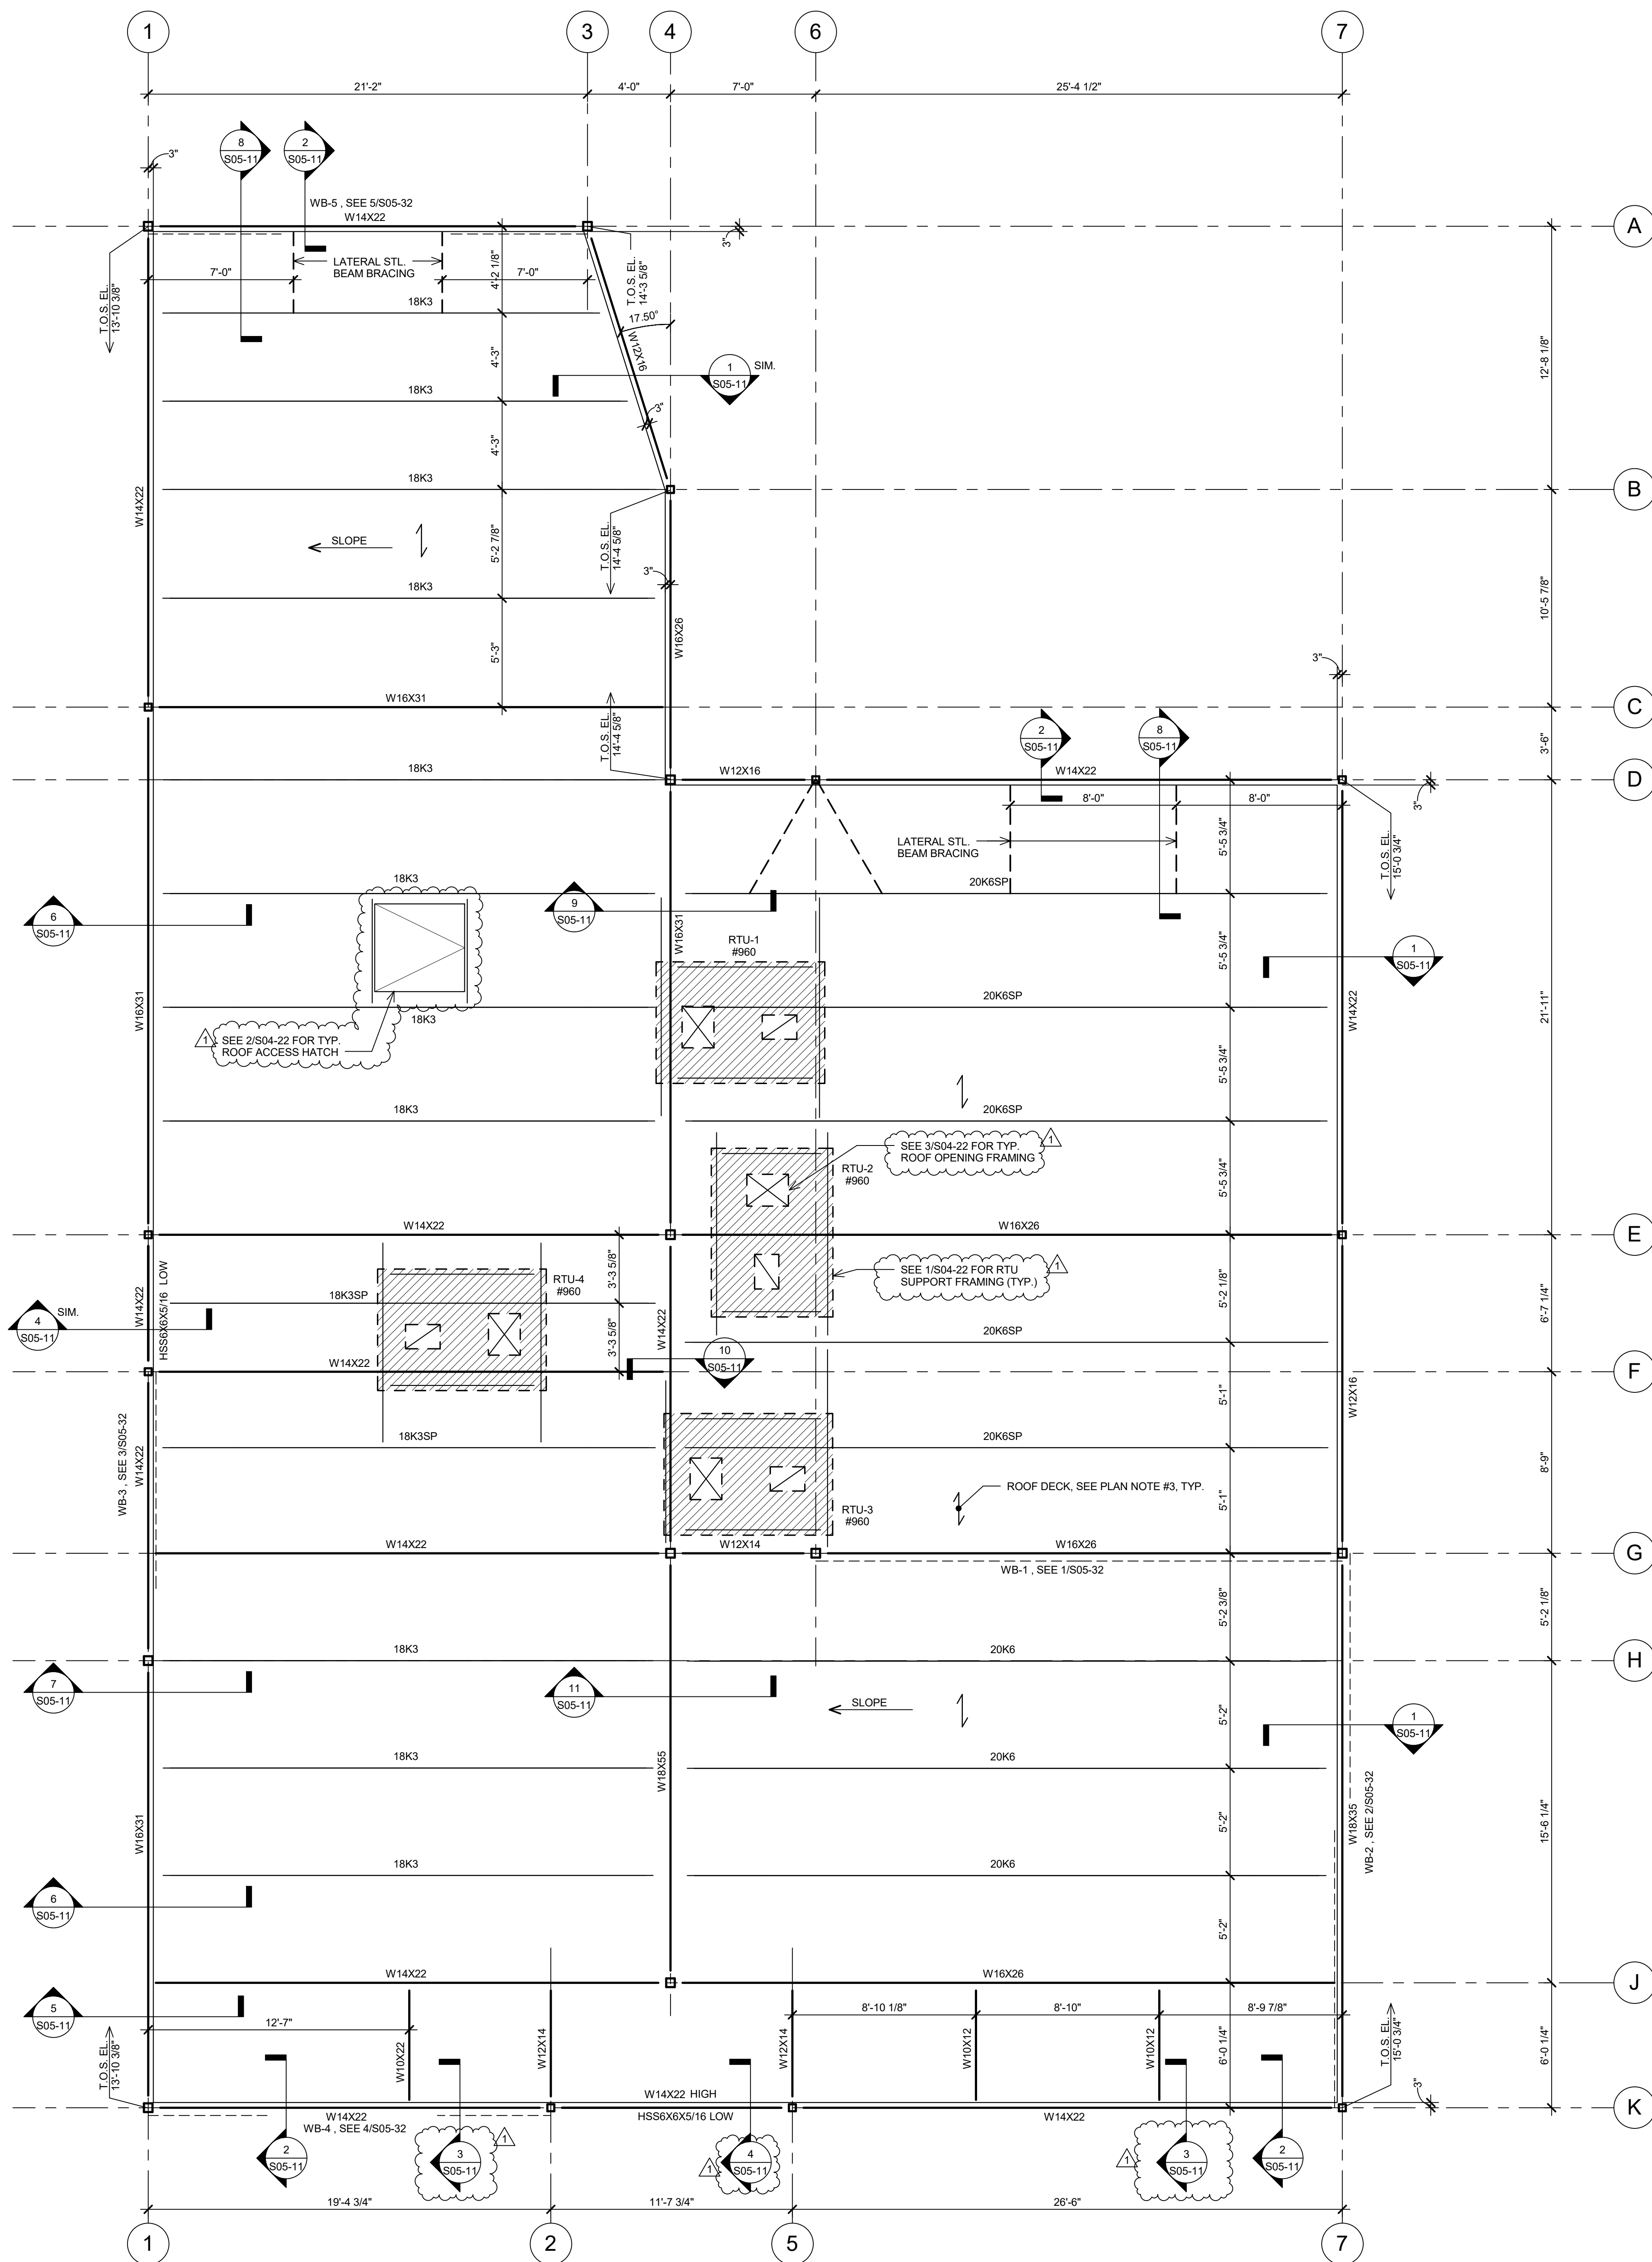 1
3
4
6
7
21'-2"
4'-0"
7'-0"
25'-4 1/2"
8
S05-11
2
S05-11
3"
WB-5 , SEE 5/S05-32
W14X22
A
3"
LATERAL STL.
BEAM BRACING
7'-0"
7'-0"
4'-2 1/8"
T.O.S. EL.
13'-10 3/8"
T.O.S. EL.
14'-3 5/8"
18K3
17.50°
W12X16
4'-3"
12'-8 1/8"
1
S05-11
SIM.
18K3
3"
4'-3"
18K3
W14X22
B
SLOPE
5'-2 7/8"
T.O.S. EL.
14'-4 5/8"
3"
18K3
10'-5 7/8"
W16X26
5'-3"
3"
W16X31
C
T.O.S. EL.
14'-4 5/8"
2
S05-11
8
S05-11
3'-6"
18K3
W12X16
W14X22
D
8'-0"
8'-0"
3"
LATERAL STL.
BEAM BRACING
5'-5 3/4"
T.O.S. EL.
15'-0 3/4"
18K3
20K6SP
6
S05-11
9
S05-11
W16X31
RTU-1
#960
5'-5 3/4"
1
S05-11
20K6SP
W16X31
18K3
W14X22
21'-11"
1
SEE 2/S04-22 FOR TYP.
ROOF ACCESS HATCH
5'-5 3/4"
18K3
20K6SP
SEE 3/S04-22 FOR TYP.
ROOF OPENING FRAMING
1
RTU-2
#960
5'-5 3/4"
W14X22
W16X26
E
W14X22
HSS6X6X5/16 LOW
3'-3 5/8"
RTU-4
#960
SEE 1/S04-22 FOR RTU
SUPPORT FRAMING (TYP.)
1
5'-2 1/8"
6'-7 1/4"
18K3SP
4
S05-11
SIM.
W14X22
3'-3 5/8"
20K6SP
10
S05-11
W14X22
F
5'-1"
W12X16
WB-3 , SEE 3/S05-32
W14X22
18K3SP
20K6SP
8'-9"
ROOF DECK, SEE PLAN NOTE #3, TYP.
5'-1"
RTU-3
#960
W14X22
W12X14
W16X26
G
WB-1 , SEE 1/S05-32
5'-2 3/8"
5'-2 1/8"
18K3
20K6
H
7
S05-11
11
S05-11
SLOPE
5'-2"
1
S05-11
18K3
20K6
W18X55
W16X31
5'-2"
W18X35
WB-2 , SEE 2/S05-32
15'-6 1/4"
18K3
20K6
6
S05-11
5'-2"
W14X22
W16X26
J
5
S05-11
8'-10 1/8"
8'-10"
8'-9 7/8"
12'-7"
T.O.S. EL.
13'-10 3/8"
W10X22
W12X14
W12X14
W10X12
W10X12
6'-0 1/4"
T.O.S. EL.
15'-0 3/4"
6'-0 1/4"
3"
W14X22 HIGH
K
W14X22
HSS6X6X5/16 LOW
W14X22
WB-4 , SEE 4/S05-32
2
S05-11
3
S05-11
1
4
S05-11
1
3
S05-11
1
2
S05-11
19'-4 3/4"
11'-7 3/4"
26'-6"
1
2
5
7